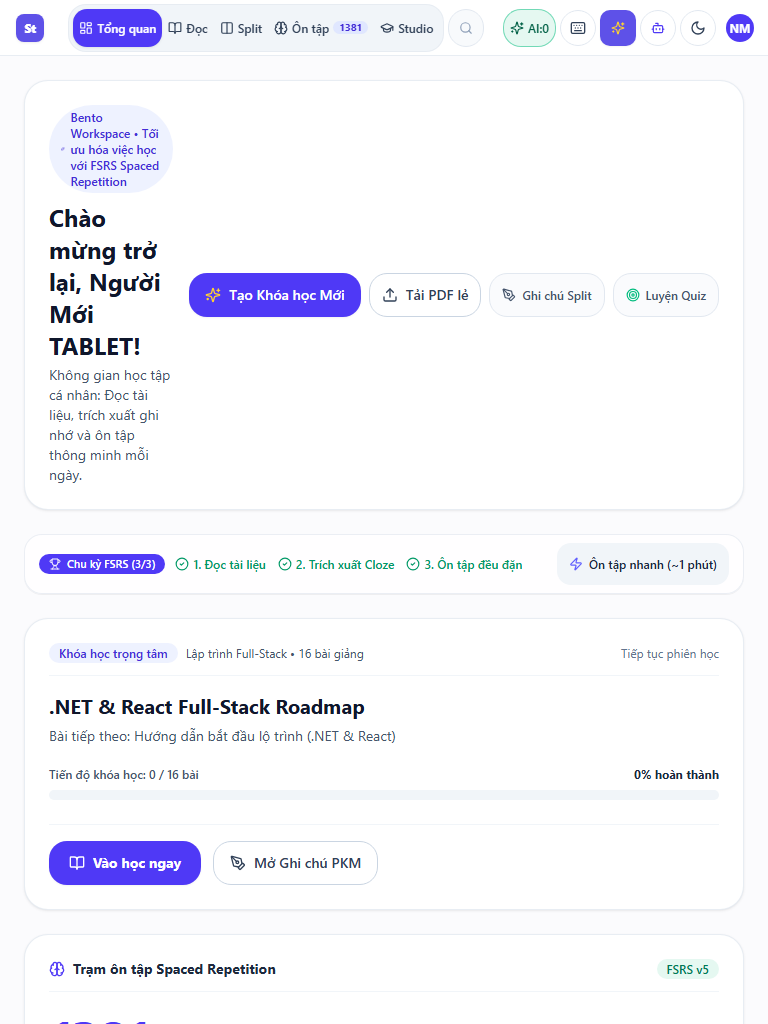 St
Tổng quan
Đọc
Split
Ôn tập 1381
Studio
AI:0
NM
Bento
Workspace • Tối
ưu hóa việc học
với FSRS Spaced
Repetition
Chào
mừng trở
lại, Người
Mới
TABLET!
Không gian học tập
cá nhân: Đọc tài
liệu, trích xuất ghi
nhớ và ôn tập
thông minh mỗi
ngày.
Tạo Khóa học Mới
Tải PDF lẻ
Ghi chú Split
Luyện Quiz
Chu kỳ FSRS (3/3)
1. Đọc tài liệu
2. Trích xuất Cloze
3. Ôn tập đều đặn
Ôn tập nhanh (~1 phút)
Khóa học trọng tâm
Lập trình Full-Stack • 16 bài giảng
Tiếp tục phiên học
.NET & React Full-Stack Roadmap
Bài tiếp theo: Hướng dẫn bắt đầu lộ trình (.NET & React)
Tiến độ khóa học: 0 / 16 bài
0% hoàn thành
Vào học ngay
Mở Ghi chú PKM
Trạm ôn tập Spaced Repetition
FSRS v5